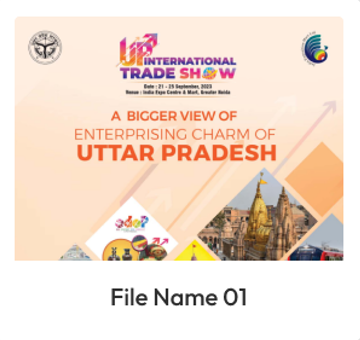 UP INTERNATIONAL
TRADE SHOW
Date : 21 - 25 September, 2023
Venue : India Expo Centre & Mart, Greater Noida
A BIGGER VIEW OF
ENTERPRISING CHARM OF
UTTAR PRADESH
odop
File Name 01